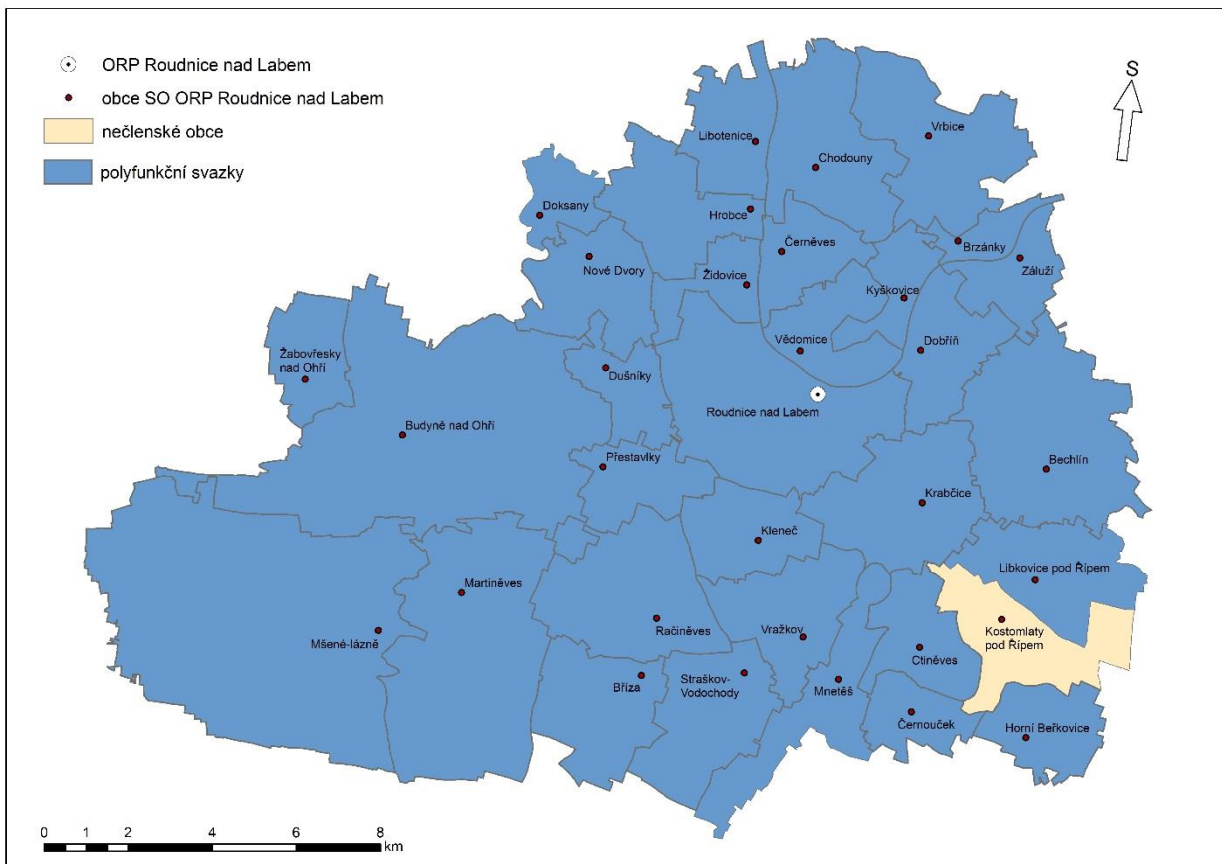 ORP Roudnice nad Labem
obce SO ORP Roudnice nad Labem
nečlenské obce
polyfunkční svazky
S
Vrbice
Libotenice
Chodouny
Doksany
Hrobce
Černěves
Brzánky
Záluží
Nové Dvory
Židovice
Kyškovice
Vědomice
Dobříň
Žabovřesky
nad Ohří
Dušníky
Roudnice nad Labem
Budyně nad Ohří
Přestavlky
Bechlín
Krabčice
Kleneč
Libkovice pod Řípem
Martiněves
Mšené-lázně
Račiněves
Vražkov
Kostomlaty
pod Řípem
Ctiněves
Bříza
Straškov-
Vodochody
Mnetěš
Černouček
Horní Beřkovice
0 1 2 4 6 8
km